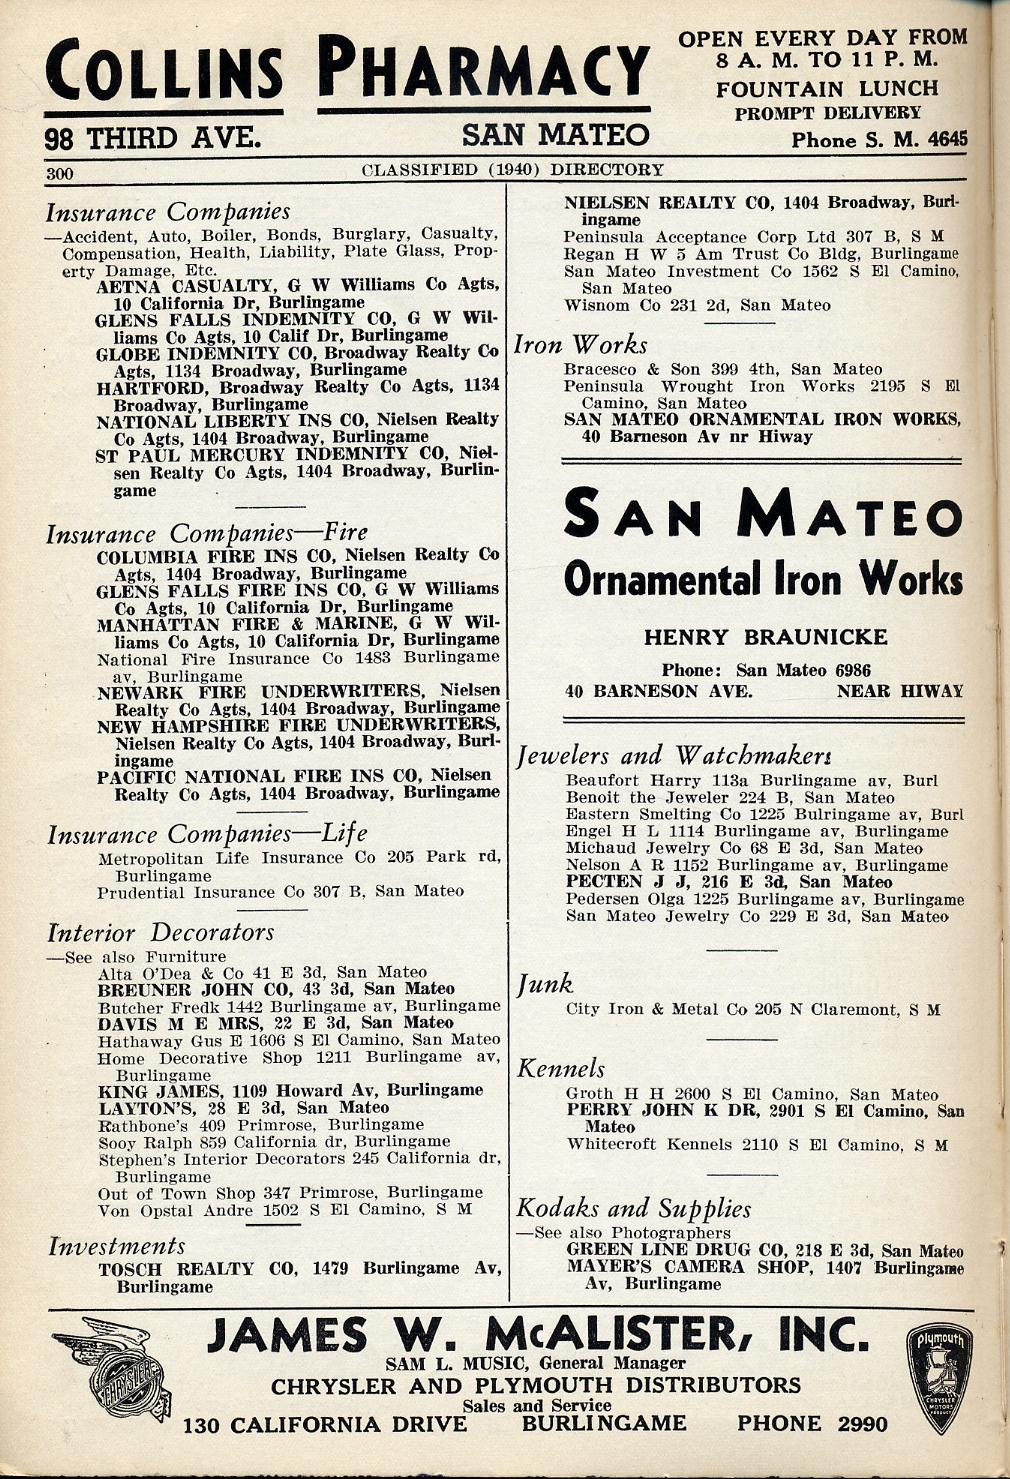 COLLINS PHARMACY
98 THIRD AVE. SAN MATEO
OPEN EVERY DAY FROM
8 A. M. TO 11 P. M.
FOUNTAIN LUNCH
PROMPT DELIVERY
Phone S. M. 4645
300 CLASSIFIED (1940) DIRECTORY
Insurance Companies
—Accident, Auto, Boiler, Bonds, Burglary, Casualty,
Compensation, Health, Liability, Plate Glass, Prop-
erty Damage, Etc.
AETNA CASUALTY, G W Williams Co Agts,
10 California Dr, Burlingame
GLENS FALLS INDEMNITY CO, G W Wil-
liams Co Agts, 10 Calif Dr, Burlingame
GLOBE INDEMNITY CO, Broadway Realty Co
Agts, 1134 Broadway, Burlingame
HARTFORD, Broadway Realty Co Agts, 1134
Broadway, Burlingame
NATIONAL LIBERTY INS CO, Nielsen Realty
Co Agts, 1404 Broadway, Burlingame
ST PAUL MERCURY INDEMNITY CO, Niel-
sen Realty Co Agts, 1404 Broadway, Burlin-
game
Insurance Companies—Fire
COLUMBIA FIRE INS CO, Nielsen Realty Co
Agts, 1404 Broadway, Burlingame
GLENS FALLS FIRE INS CO, G W Williams
Co Agts, 10 California Dr, Burlingame
MANHATTAN FIRE & MARINE, G W Wil-
liams Co Agts, 10 California Dr, Burlingame
National Fire Insurance Co 1483 Burlingame
av, Burlingame
NEWARK FIRE UNDERWRITERS, Nielsen
Realty Co Agts, 1404 Broadway, Burlingame
NEW HAMPSHIRE FIRE UNDERWRITERS,
Nielsen Realty Co Agts, 1404 Broadway, Burl-
ingame
PACIFIC NATIONAL FIRE INS CO, Nielsen
Realty Co Agts, 1404 Broadway, Burlingame
Insurance Companies—Life
Metropolitan Life Insurance Co 205 Park rd,
Burlingame
Prudential Insurance Co 307 B, San Mateo
Interior Decorators
—See also Furniture
Alta O'Dea & Co 41 E 3d, San Mateo
BREUNER JOHN CO, 43 3d, San Mateo
Butcher Fredk 1442 Burlingame av, Burlingame
DAVIS M E MRS, 22 E 3d, San Mateo
Hathaway Gus E 1606 S El Camino, San Mateo
Home Decorative Shop 1211 Burlingame av,
Burlingame
KING JAMES, 1109 Howard Av, Burlingame
LAYTON'S, 28 E 3d, San Mateo
Rathbone's 409 Primrose, Burlingame
Sooy Ralph 859 California dr, Burlingame
Stephen's Interior Decorators 245 California dr,
Burlingame
Out of Town Shop 347 Primrose, Burlingame
Von Opstal Andre 1502 S El Camino, S M
Investments
TOSCH REALTY CO, 1479 Burlingame Av,
Burlingame
NIELSEN REALTY CO, 1404 Broadway, Burl-
ingame
Peninsula Acceptance Corp Ltd 307 B, S M
Regan H W 5 Am Trust Co Bldg, Burlingame
San Mateo Investment Co 1562 S El Camino,
San Mateo
Wisnom Co 231 2d, San Mateo
Iron Works
Bracesco & Son 399 4th, San Mateo
Peninsula Wrought Iron Works 2195 S El
Camino, San Mateo
SAN MATEO ORNAMENTAL IRON WORKS,
40 Barneson Av nr Hiway
SAN MATEO
Ornamental Iron Works
HENRY BRAUNICKE
Phone: San Mateo 6986
40 BARNESON AVE. NEAR HIWAY
Jewelers and Watchmakers
Beaufort Harry 113a Burlingame av, Burl
Benoit the Jeweler 224 B, San Mateo
Eastern Smelting Co 1225 Bulringame av, Burl
Engel H L 1114 Burlingame av, Burlingame
Michaud Jewelry Co 68 E 3d, San Mateo
Nelson A R 1152 Burlingame av, Burlingame
PECTEN J J, 216 E 3d, San Mateo
Pedersen Olga 1225 Burlingame av, Burlingame
San Mateo Jewelry Co 229 E 3d, San Mateo
Junk
City Iron & Metal Co 205 N Claremont, S M
Kennels
Groth H H 2600 S El Camino, San Mateo
PERRY JOHN K DR, 2901 S El Camino, San
Mateo
Whitecroft Kennels 2110 S El Camino, S M
Kodaks and Supplies
—See also Photographers
GREEN LINE DRUG CO, 218 E 3d, San Mateo
MAYER'S CAMERA SHOP, 1407 Burlingame
Av, Burlingame
JAMES W. McALISTER, INC.
SAM L. MUSIC, General Manager
CHRYSLER AND PLYMOUTH DISTRIBUTORS
Sales and Service
130 CALIFORNIA DRIVE BURLINGAME PHONE 2990
CHRYSLER
Plymouth
CHRYSLER
MOTORS
PRODUCT